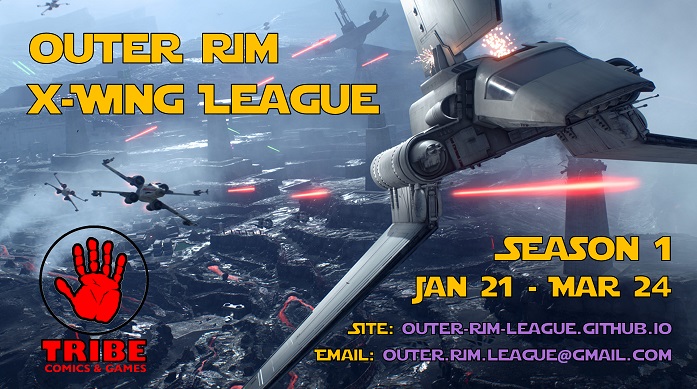 OUTER RIM
X-WING LEAGUE
TRIBE
COMICS & GAMES
SEASON 1
JAN 21 - MAR 24
SITE: OUTER-RIM-LEAGUE.GITHUB.IO
EMAIL: OUTER.RIM.LEAGUE@GMAIL.COM